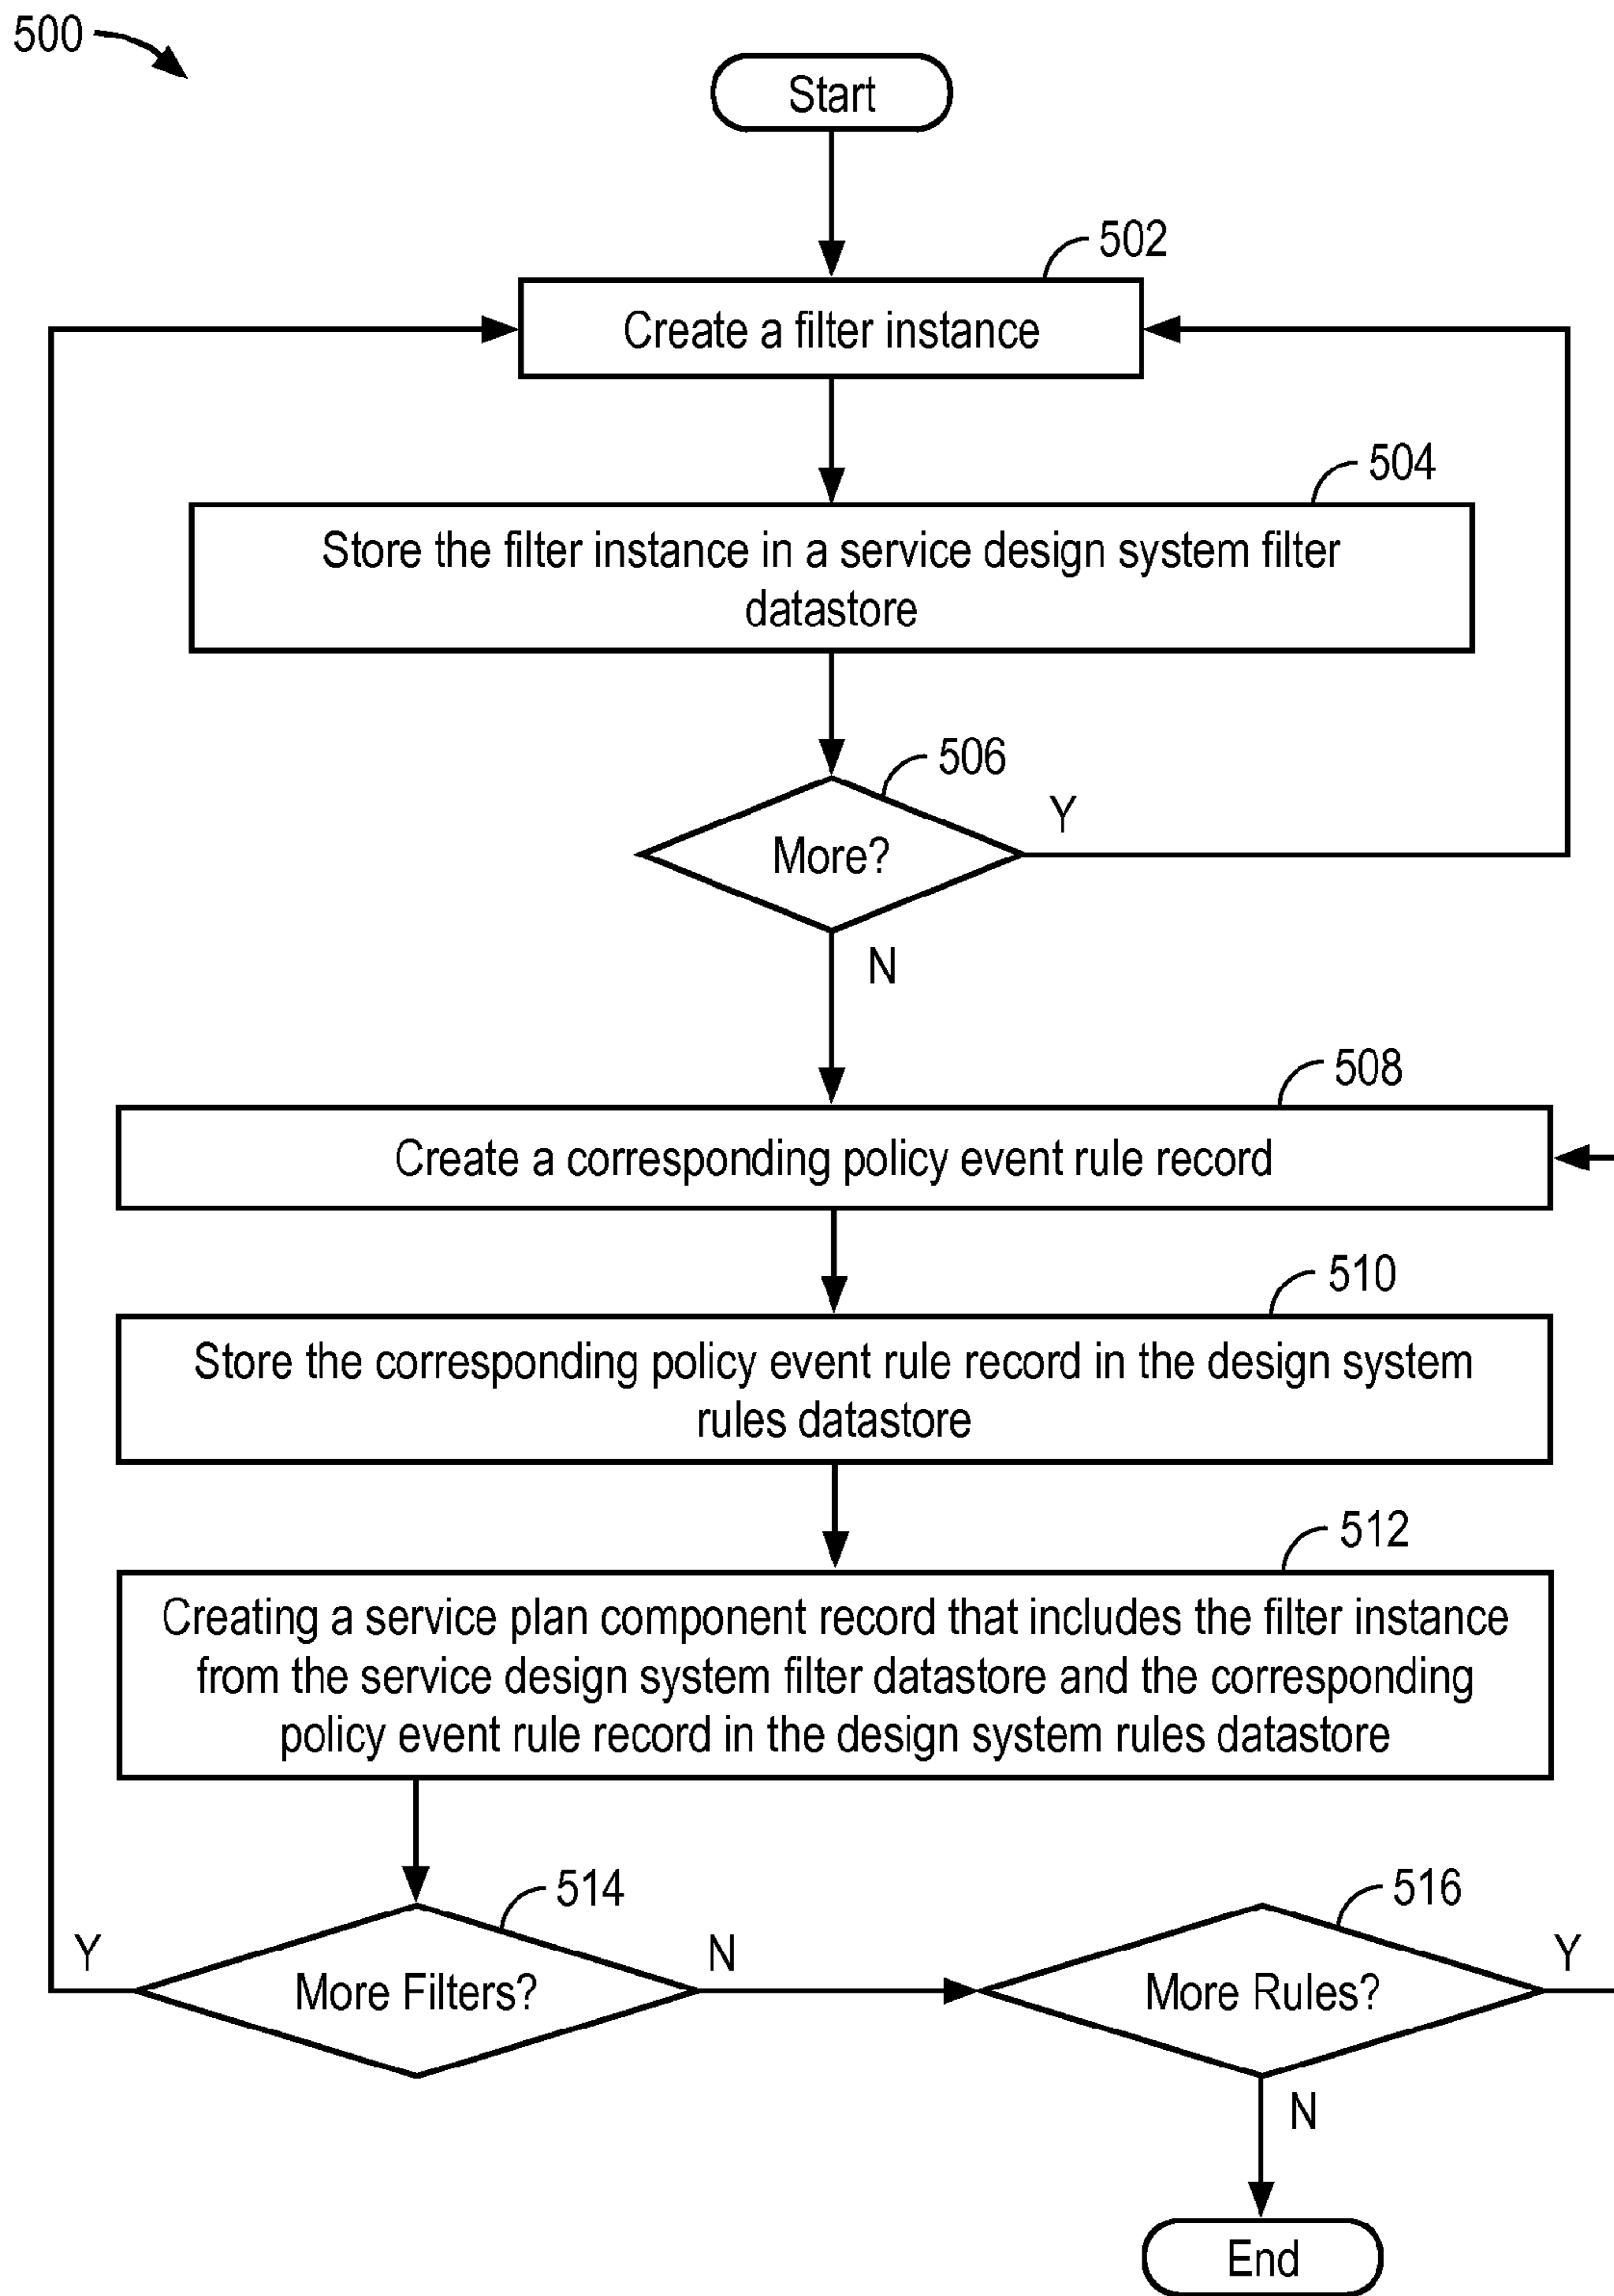 500
Start
502
Create a filter instance
504
Store the filter instance in a service design system filter
datastore
506
More?
Y
N
508
Create a corresponding policy event rule record
510
Store the corresponding policy event rule record in the design system
rules datastore
512
Creating a service plan component record that includes the filter instance
from the service design system filter datastore and the corresponding
policy event rule record in the design system rules datastore
514
516
Y
More Filters?
N
More Rules?
Y
N
End